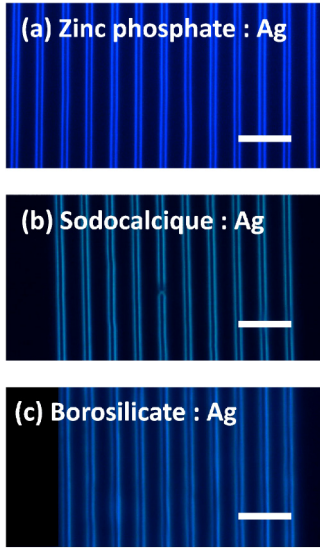 (a) Zinc phosphate : Ag
(b) Sodocalcique : Ag
(c) Borosilicate : Ag